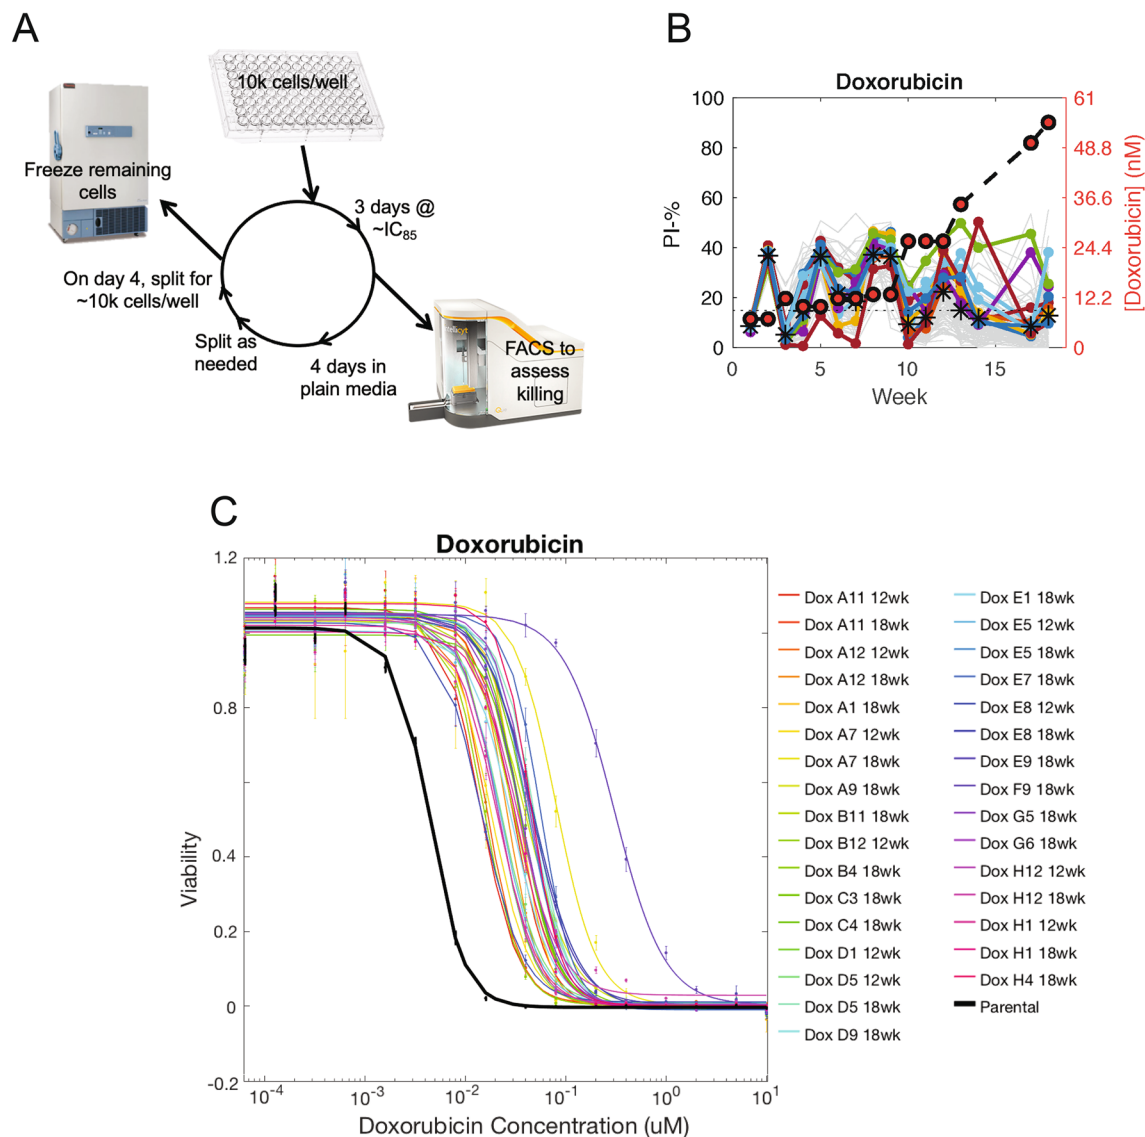 A
10k cells/well
Freeze remaining
cells
3 days @
~IC85
On day 4, split for
~10k cells/well
Split as
needed
4 days in
plain media
FACS to
assess
killing
B
Doxorubicin
PI-%
100
80
60
40
20
0
0
5
10
15
Week
61
48.8
36.6
24.4
12.2
0
[Doxorubicin] (nM)
C
Doxorubicin
Viability
1.2
0.8
0.4
0.2
0
-0.2
10-4
10-3
10-2
10-1
100
101
Doxorubicin Concentration (uM)
Dox A11 12wk
Dox A11 18wk
Dox A12 12wk
Dox A12 18wk
Dox A1 18wk
Dox A7 12wk
Dox A7 18wk
Dox A9 18wk
Dox B11 18wk
Dox B12 12wk
Dox B4 18wk
Dox C3 18wk
Dox C4 18wk
Dox D1 12wk
Dox D5 12wk
Dox D5 18wk
Dox D9 18wk
Dox E1 18wk
Dox E5 12wk
Dox E5 18wk
Dox E7 18wk
Dox E8 12wk
Dox E8 18wk
Dox E9 18wk
Dox F9 18wk
Dox G5 18wk
Dox G6 18wk
Dox H12 12wk
Dox H12 18wk
Dox H1 12wk
Dox H1 18wk
Dox H4 18wk
Parental